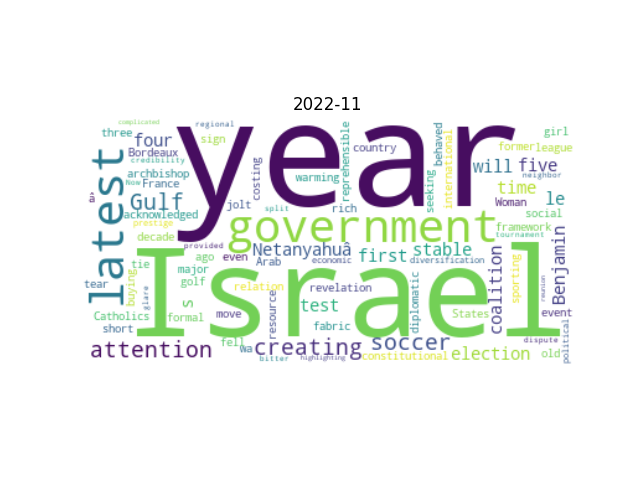 2022-11
complicated
regional
three
four
sign
Bordeaux
credibility
archbishop
Now
France
acknowledged
prestige
decade
latest
â
year
Gulf
jolt
costing
warming
rich
reprehensible
country
behaved
seeking
international
former
league
girl
will
five
neighbor
time
Woman
le
social
framework
tournament
government
provided
ago
even
Netanyahuâ
Arab
economic
split
first
stable
diversification
coalition
sporting
Benjamin
reunion
tie
major
tear
buying
glare
golf
s
relation
revelation
Israel
Catholics
short
formal
move
resource
test
fabric
diplomatic
States
event
old
political
dispute
attention
fell
wa
creating
bitter
highlighting
soccer
constitutional
election